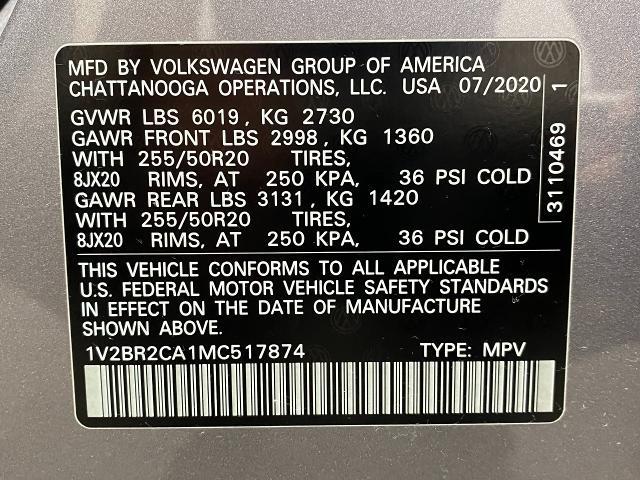 MFD BY VOLKSWAGEN GROUP OF AMERICA
CHATTANOOGA OPERATIONS, LLC. USA 07/2020
GVWR LBS 6019, KG 2730
GAWR FRONT LBS 2998, KG 1360
WITH 255/50R20 TIRES,
8JX20 RIMS, AT 250 KPA, 36 PSI COLD
GAWR REAR LBS 3131, KG 1420
WITH 255/50R20 TIRES,
8JX20 RIMS, AT 250 KPA, 36 PSI COLD
THIS VEHICLE CONFORMS TO ALL APPLICABLE
U.S. FEDERAL MOTOR VEHICLE SAFETY STANDARDS
IN EFFECT ON THE DATE OF MANUFACTURE
1V2BR2CA1MC517874 TYPE: MPV
3110469 1